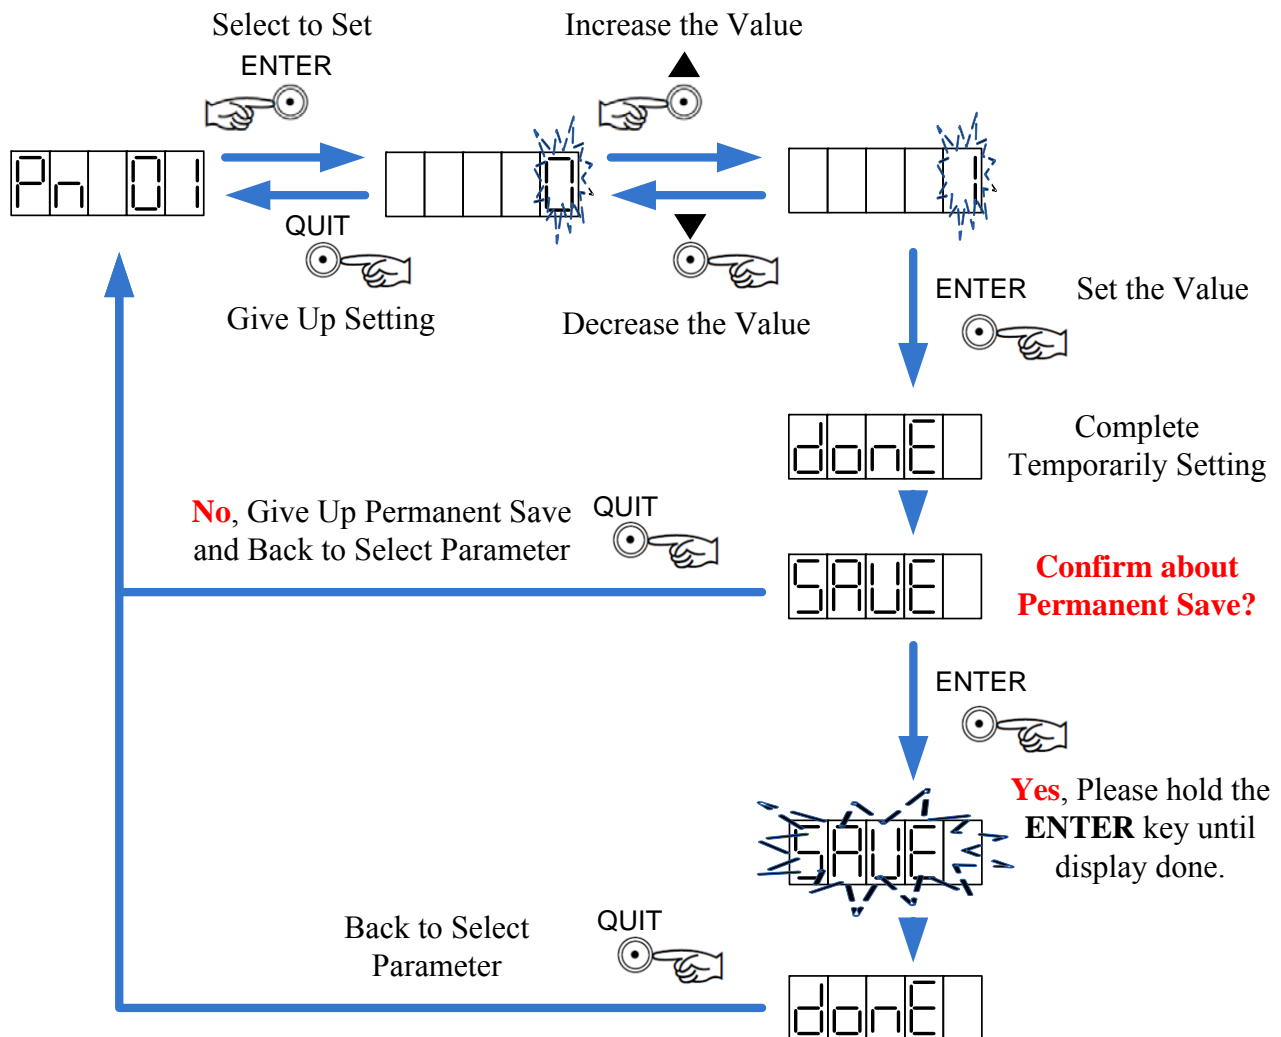 Select to Set
ENTER
Increase the Value
Pn 01
0
1
QUIT
Give Up Setting
Decrease the Value
ENTER
Set the Value
donE
Complete
Temporarily Setting
No, Give Up Permanent Save
and Back to Select Parameter
QUIT
SAVE
Confirm about
Permanent Save?
ENTER
SAVE
Yes, Please hold the
ENTER key until
display done.
Back to Select
Parameter
QUIT
donE